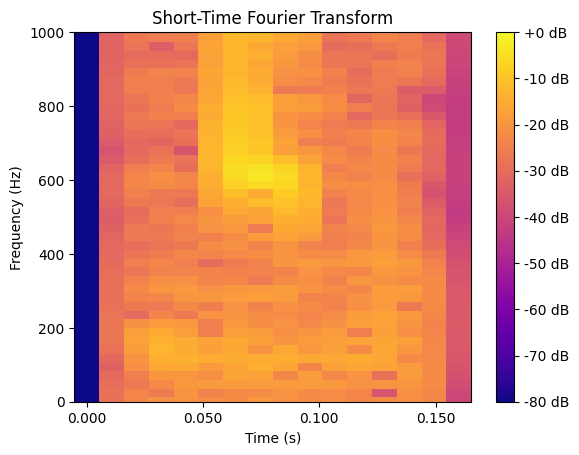 Short-Time Fourier Transform
Frequency (Hz)
1000
800
600
400
200
0
0.000
0.050
0.100
0.150
Time (s)
+0 dB
-10 dB
-20 dB
-30 dB
-40 dB
-50 dB
-60 dB
-70 dB
-80 dB